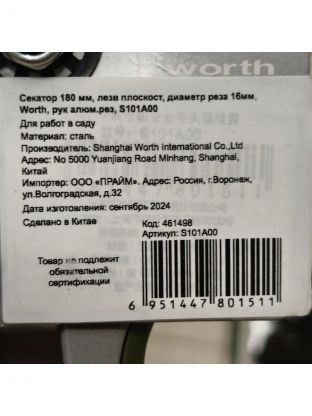 worth
Секатор 180 мм, лезв плоскост, диаметр реза 16мм,
Worth, рук алюм.рез, S101A00
Для работ в саду
Материал: сталь
Производитель: Shanghai Worth International Co.,Ltd.
Адрес: No 5000 Yuanjiang Road Minhang, Shanghai,
Китай
Импортер: ООО «ПРАЙМ». Адрес: Россия, г.Воронеж,
ул.Волгоградская, д.32
Дата изготовления: сентябрь 2024
Сделано в Китае
Код: 461498
Артикул: S101A00
Товар не подлежит
обязательной
сертификации
6 951447 801511